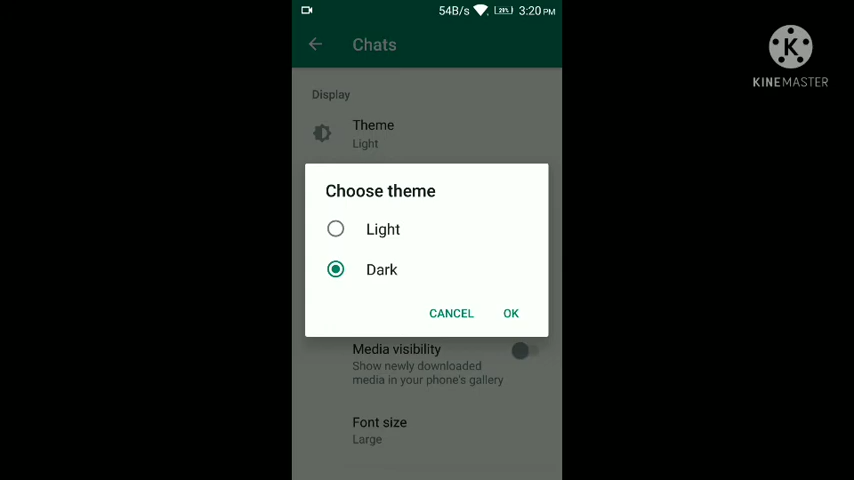 54B/s 29% 3:20 PM
Chats
K
KINEMASTER
Display
Theme
Light
Choose theme
Light
Dark
CANCEL OK
Media visibility
Show newly downloaded
media in your phone's gallery
Font size
Large